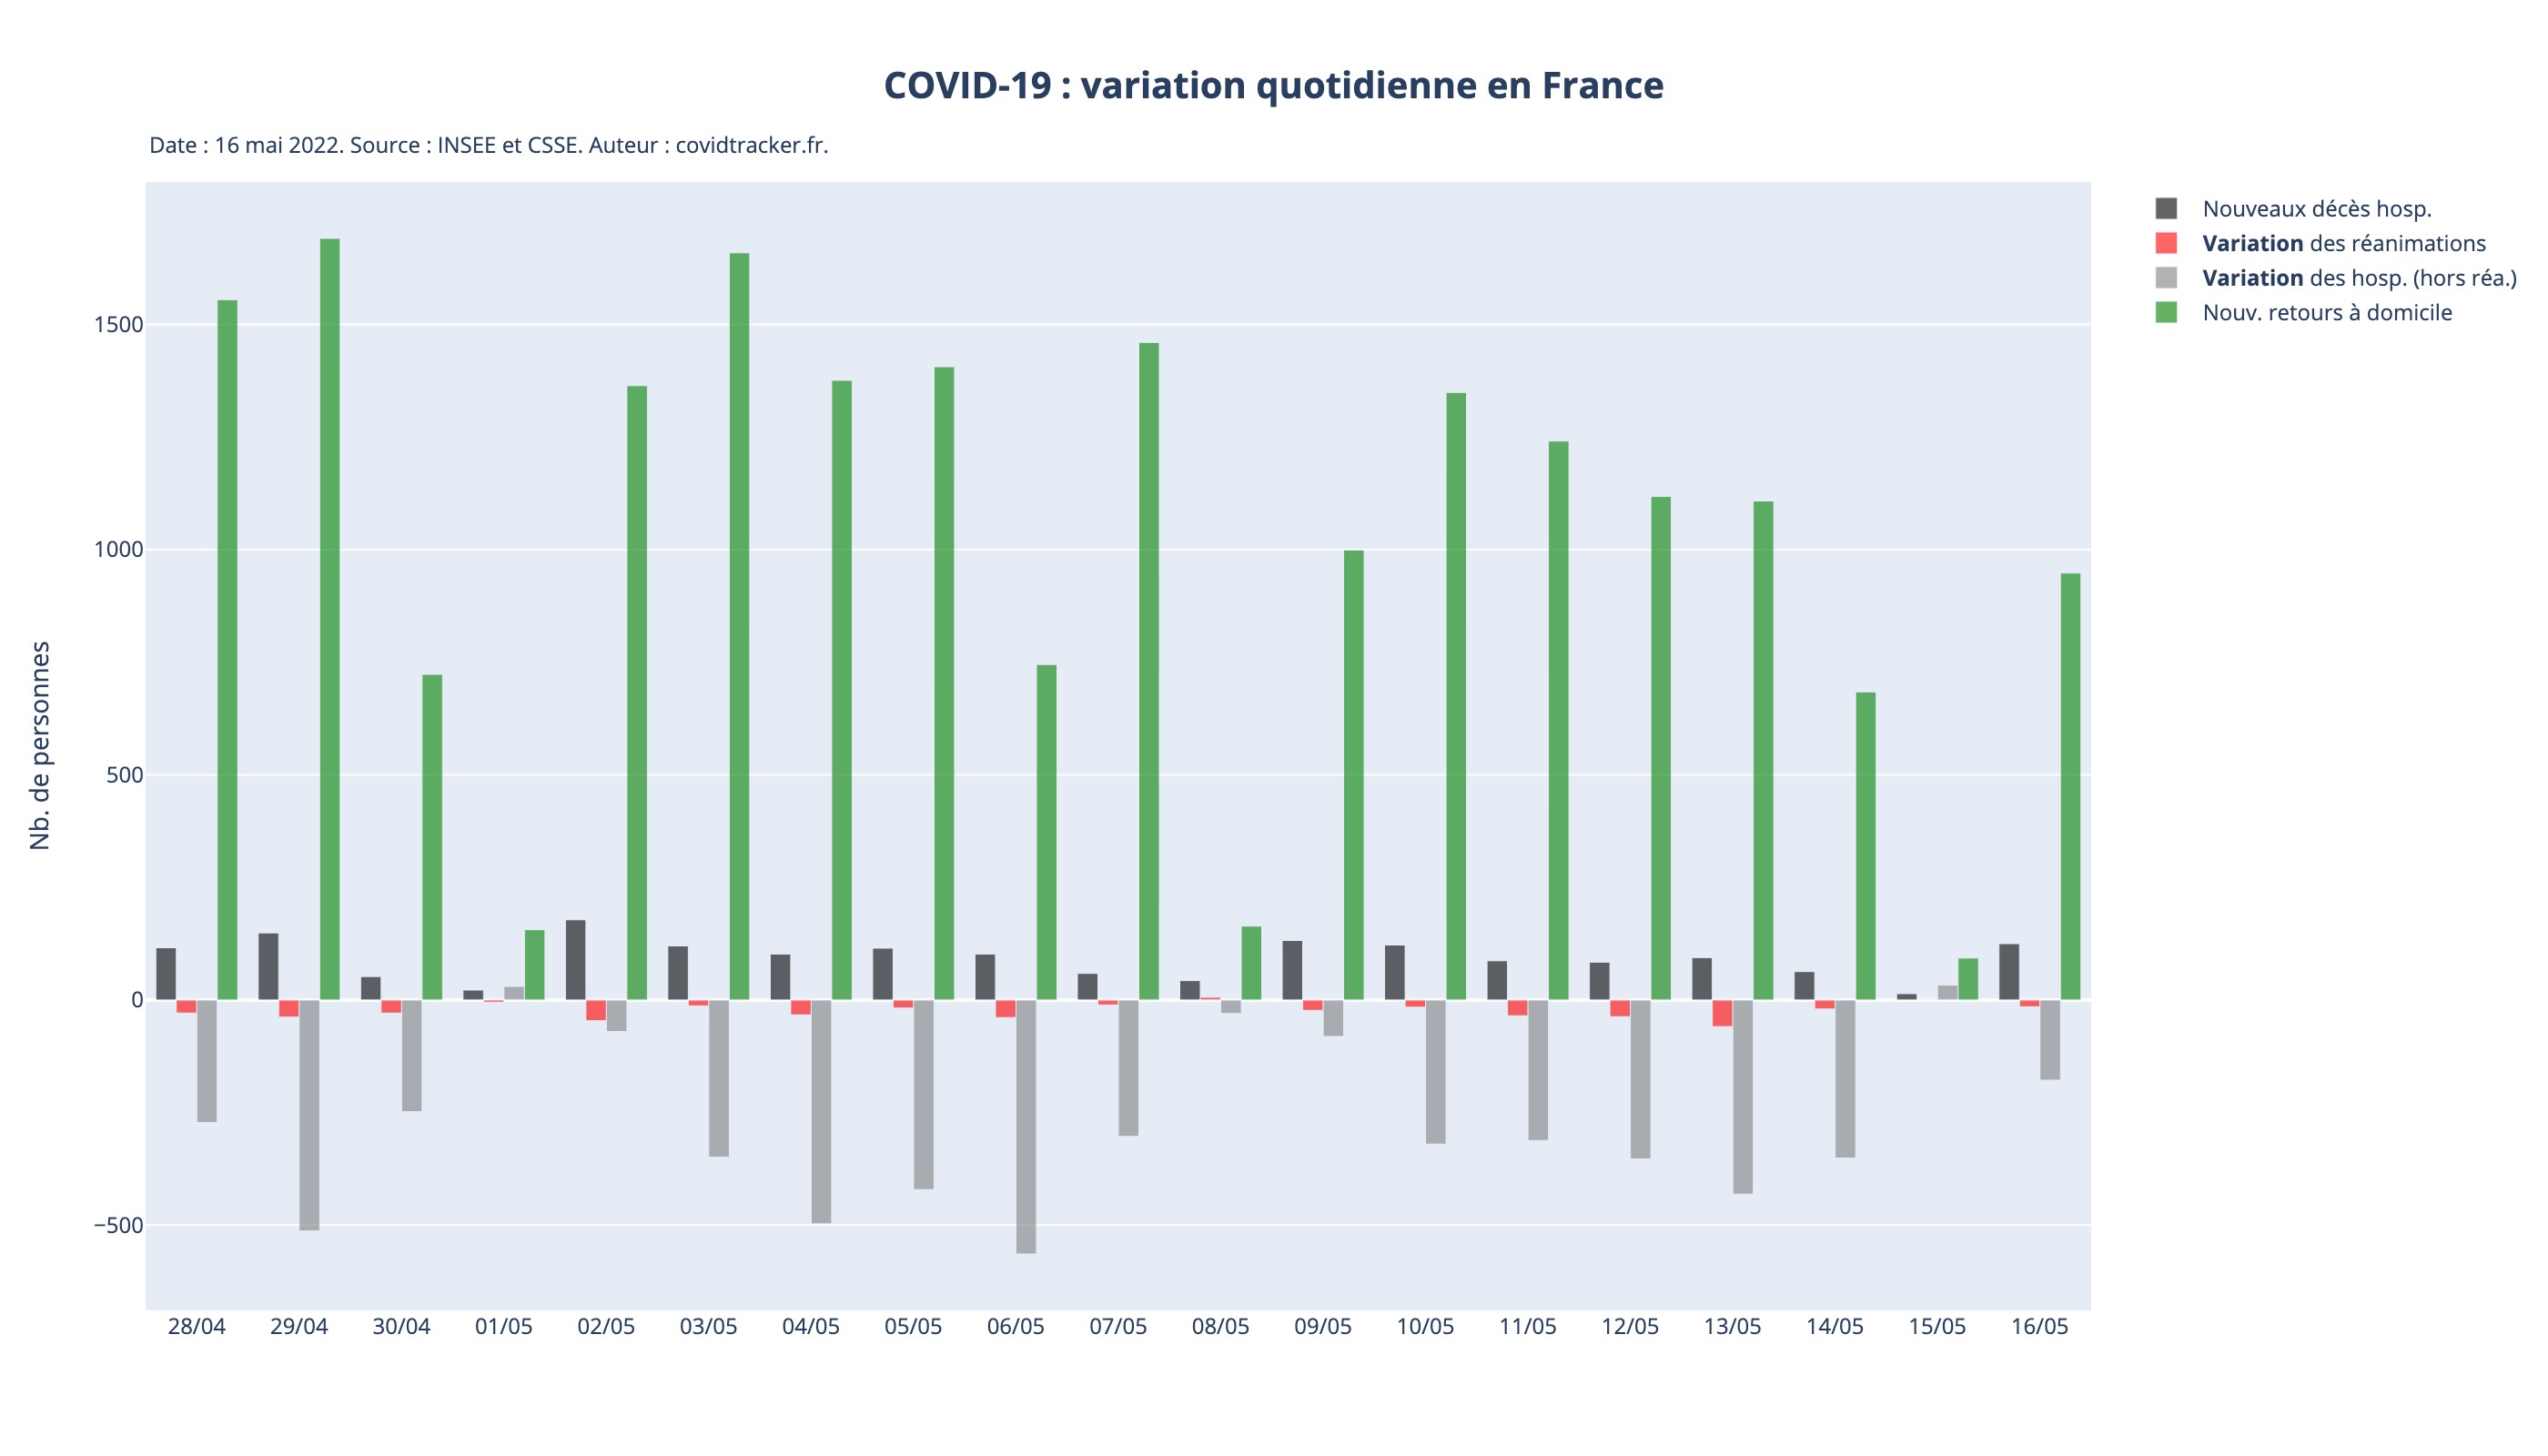 COVID-19 : variation quotidienne en France
Date : 16 mai 2022. Source : INSEE et CSSE. Auteur : covidtracker.fr.
Nouveaux décès hosp.
Variation des réanimations
Variation des hosp. (hors réa.)
Nouv. retours à domicile
Nb. de personnes
1500
1000
500
0
−500
28/04 29/04 30/04 01/05 02/05 03/05 04/05 05/05 06/05 07/05 08/05 09/05 10/05 11/05 12/05 13/05 14/05 15/05 16/05